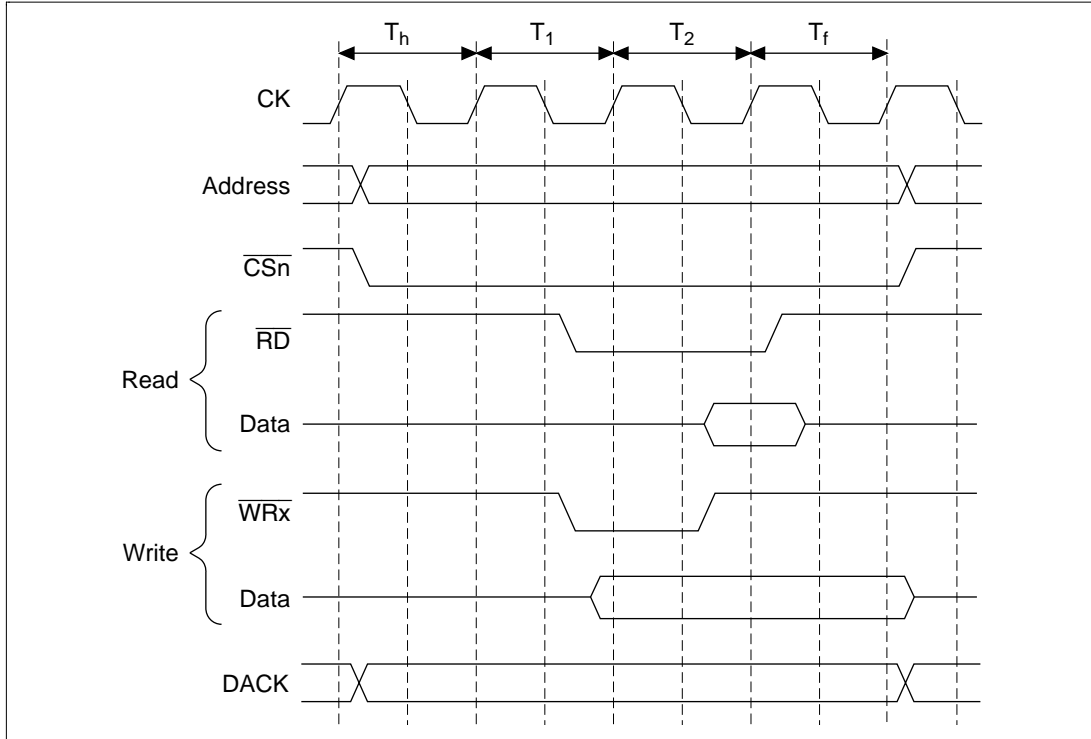 Th T1 T2 Tf
CK
Address
CSn
RD
Read
Data
WRx
Write
Data
DACK